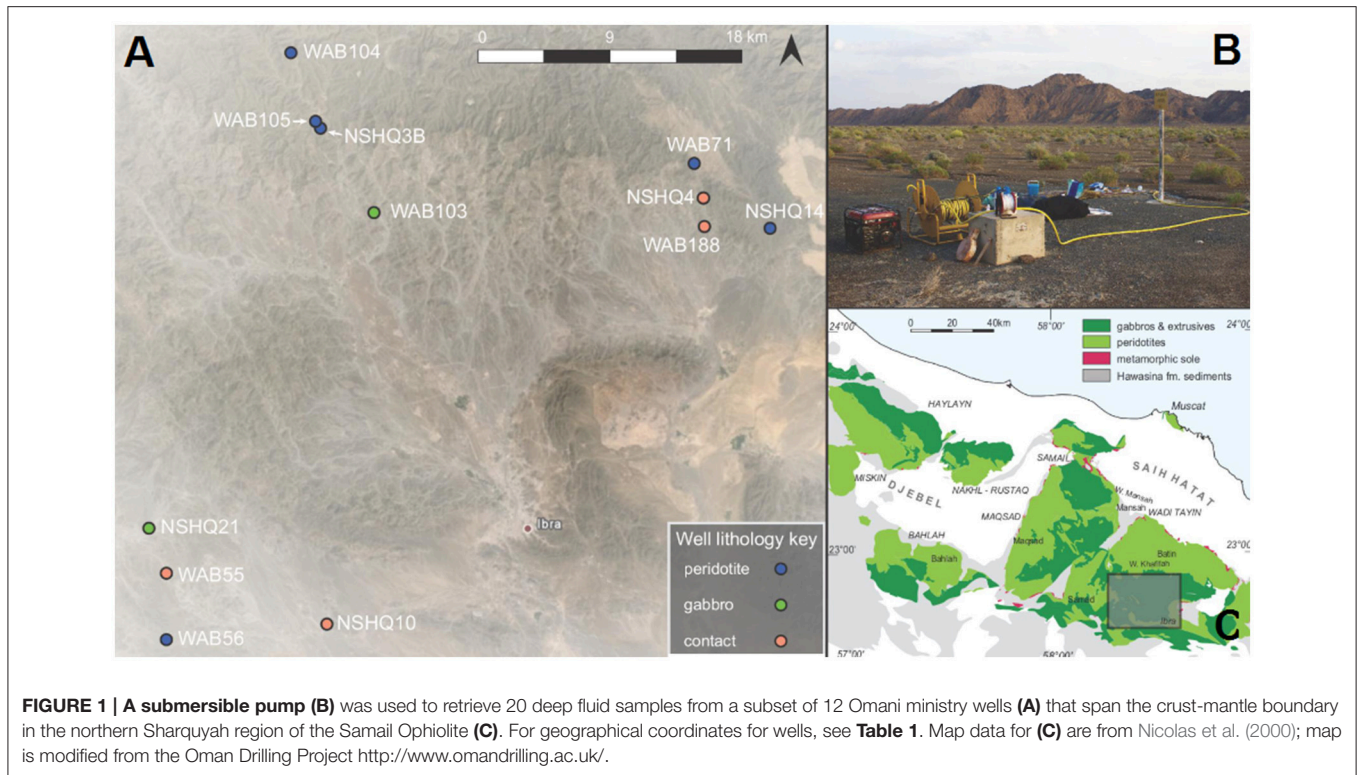 A
0 9 18 km
WAB104
WAB105
NSHQ3B
WAB71
NSHQ4
WAB103
NSHQ14
WAB188
Ibra
NSHQ21
WAB55
NSHQ10
WAB56
Well lithology key
peridotite
gabbro
contact
B
24°00'
0 20 40km
58°00'
24°00
gabbros & extrusives
peridotites
metamorphic sole
Hawasina fm. sediments
HAYLAYN
Muscat
SAMAIL
SAIH HATAT
MISKIN
DJEBEL
NAKHL - RUSTAQ
W. Mansah
Mansah
MAQSAD
WADI TAYIN
BAHLAH
Maqsad
23°00
23°00
Bahlah
Batin
W. Khafifah
Samad
Ibra
C
57°00'
58°00'
FIGURE 1 | A submersible pump (B) was used to retrieve 20 deep fluid samples from a subset of 12 Omani ministry wells (A) that span the crust-mantle boundary
in the northern Sharquyah region of the Samail Ophiolite (C). For geographical coordinates for wells, see Table 1. Map data for (C) are from Nicolas et al. (2000); map
is modified from the Oman Drilling Project http://www.omandrilling.ac.uk/.